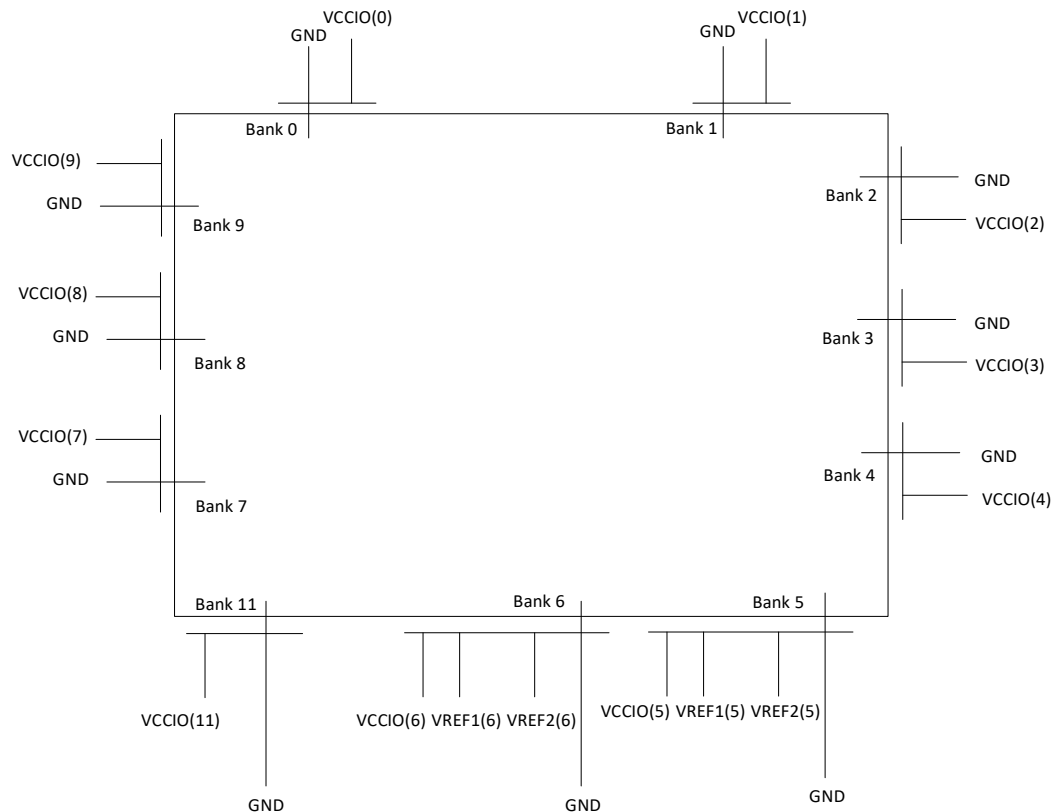 VCCIO(0)
GND
VCCIO(1)
GND
Bank 0
Bank 1
VCCIO(9)
GND
Bank 9
Bank 2
GND
VCCIO(2)
VCCIO(8)
GND
Bank 8
Bank 3
GND
VCCIO(3)
VCCIO(7)
GND
Bank 7
Bank 4
GND
VCCIO(4)
Bank 11
Bank 6
Bank 5
VCCIO(11)
VCCIO(6) VREF1(6) VREF2(6)
VCCIO(5) VREF1(5) VREF2(5)
GND
GND
GND